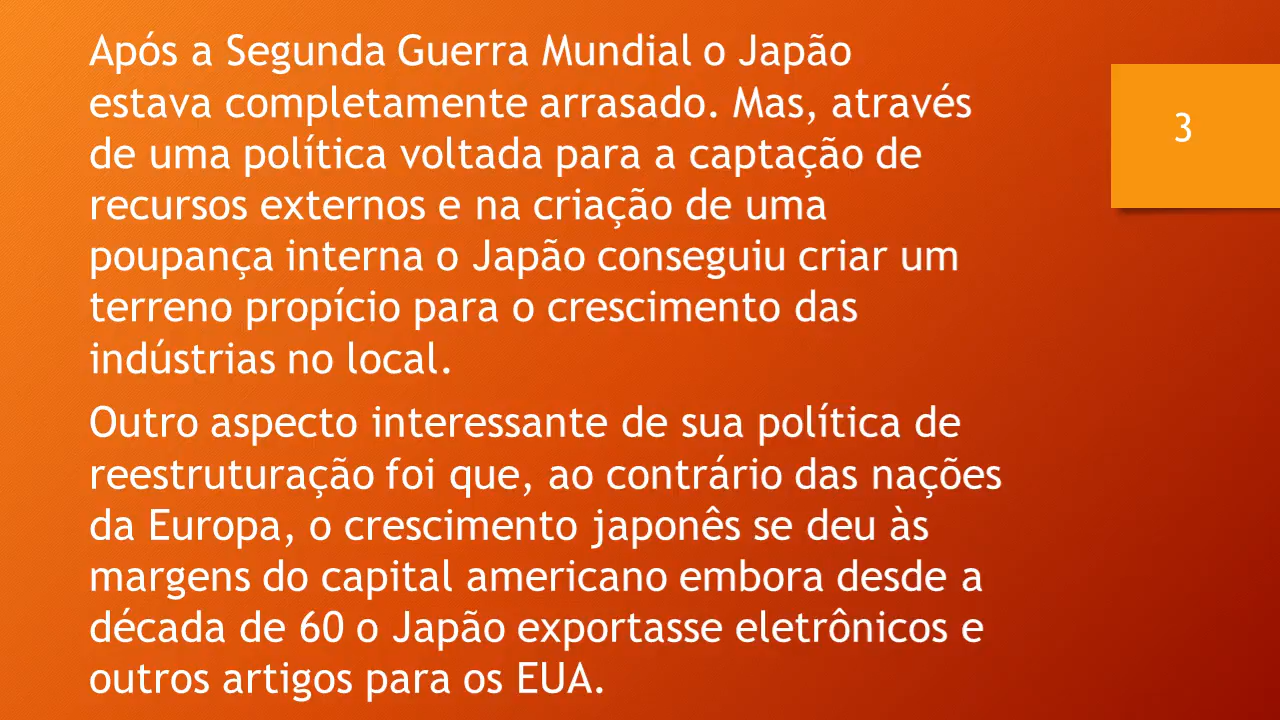 Após a Segunda Guerra Mundial o Japão
estava completamente arrasado. Mas, através
de uma política voltada para a captação de
recursos externos e na criação de uma
poupança interna o Japão conseguiu criar um
terreno propício para o crescimento das
indústrias no local.
Outro aspecto interessante de sua política de
reestruturação foi que, ao contrário das nações
da Europa, o crescimento japonês se deu às
margens do capital americano embora desde a
década de 60 o Japão exportasse eletrônicos e
outros artigos para os EUA.
3